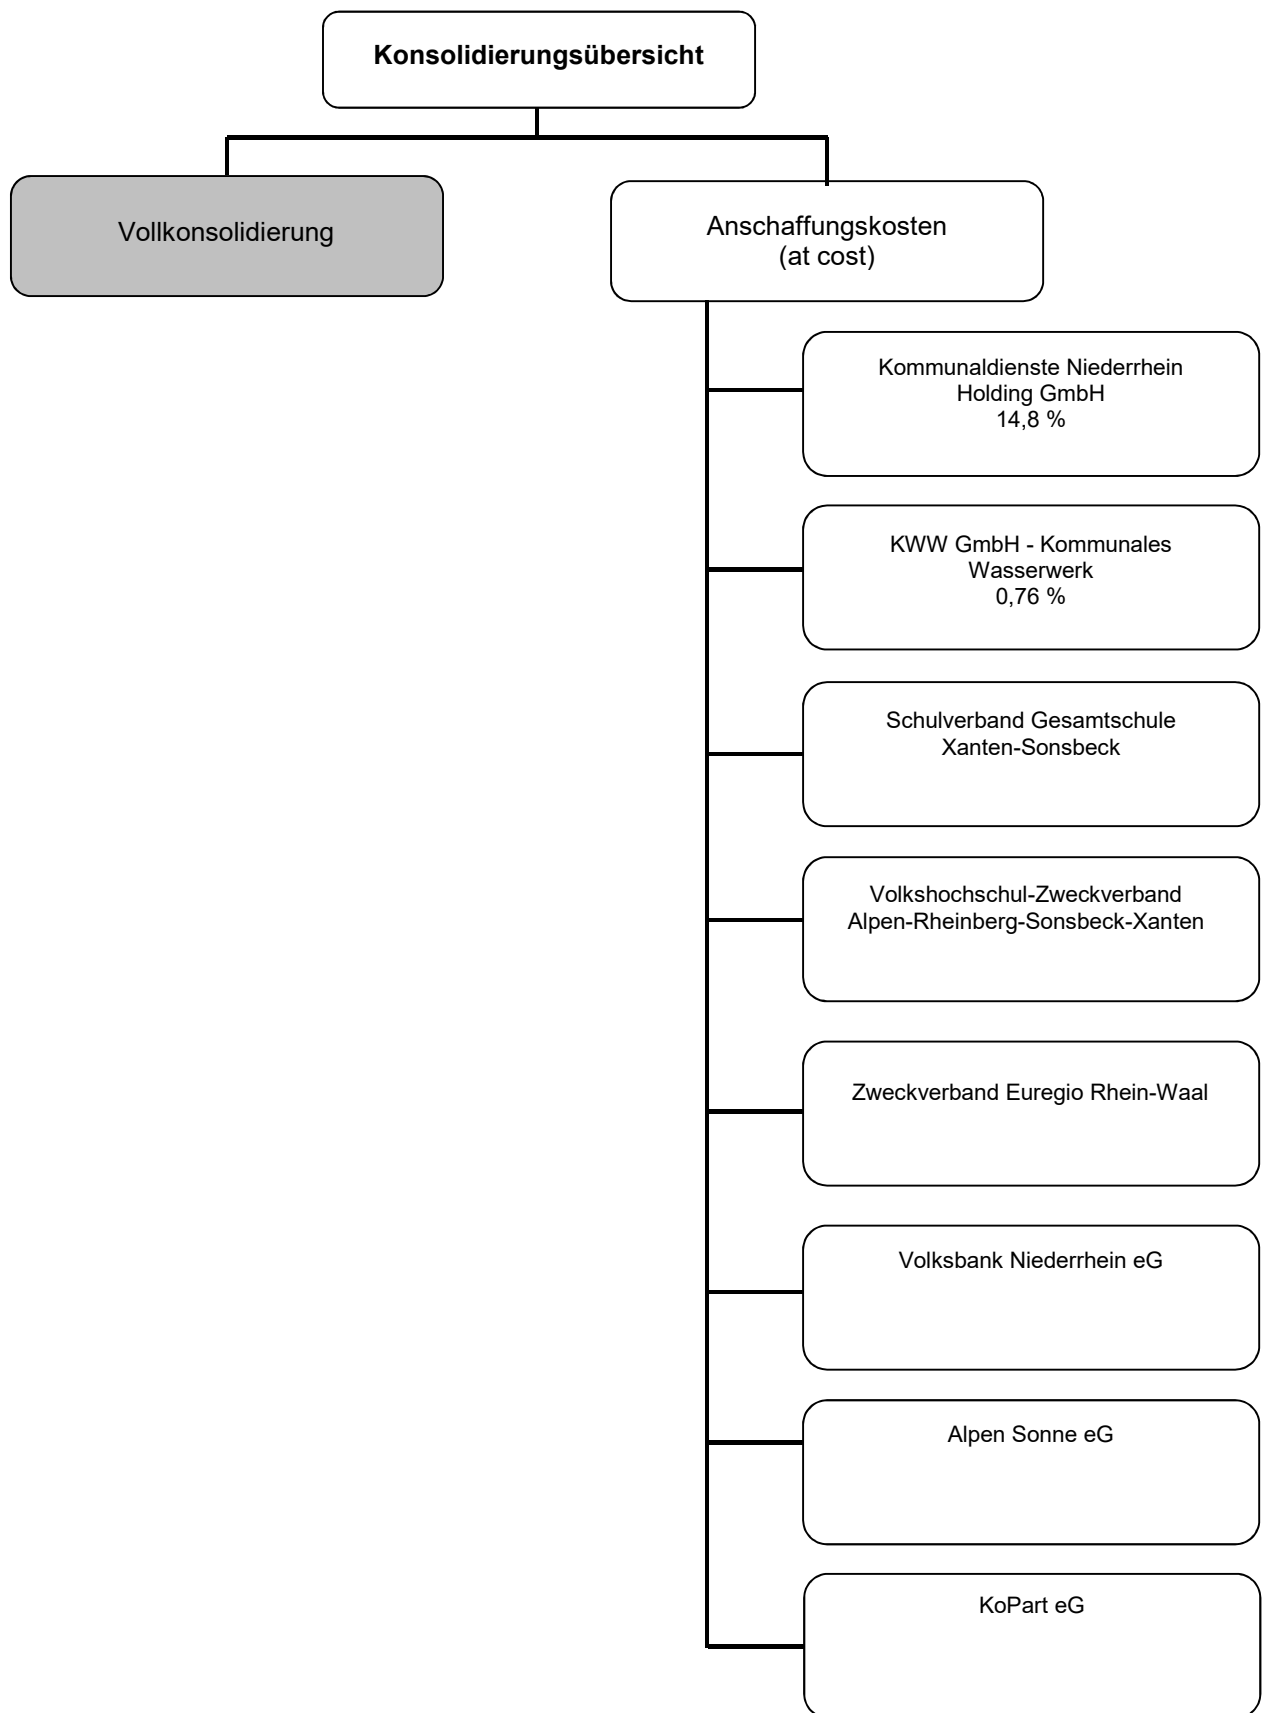 Konsolidierungsübersicht
Vollkonsolidierung
Anschaffungskosten
(at cost)
Kommunaldienste Niederrhein
Holding GmbH
14,8 %
KWW GmbH - Kommunales
Wasserwerk
0,76 %
Schulverband Gesamtschule
Xanten-Sonsbeck
Volkshochschul-Zweckverband
Alpen-Rheinberg-Sonsbeck-Xanten
Zweckverband Euregio Rhein-Waal
Volksbank Niederrhein eG
Alpen Sonne eG
KoPart eG